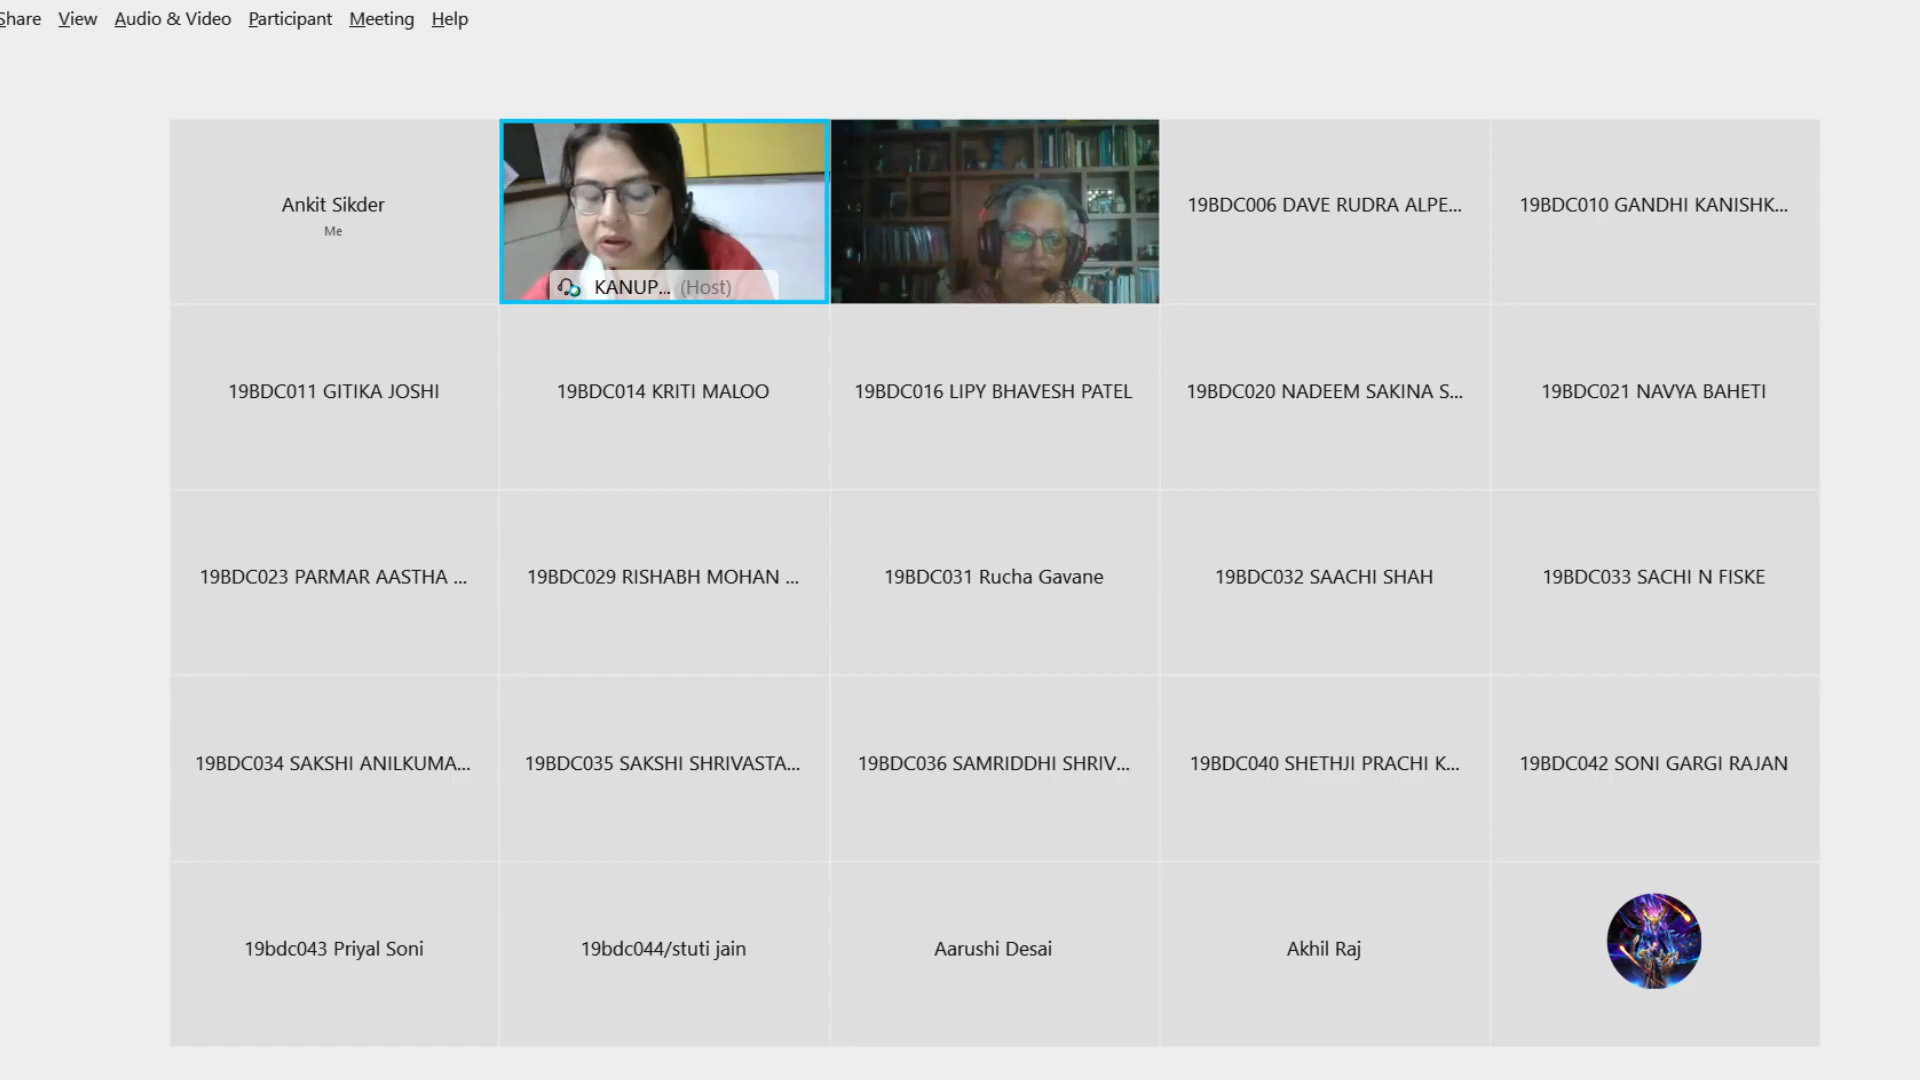 Share View Audio & Video Participant Meeting Help
Ankit Sikder
Me
KANUP... (Host)
19BDC006 DAVE RUDRA ALPE...
19BDC010 GANDHI KANISHK...
19BDC011 GITIKA JOSHI
19BDC014 KRITI MALOO
19BDC016 LIPY BHAVESH PATEL
19BDC020 NADEEM SAKINA S...
19BDC021 NAVYA BAHETI
19BDC023 PARMAR AASTHA ...
19BDC029 RISHABH MOHAN ...
19BDC031 Rucha Gavane
19BDC032 SAACHI SHAH
19BDC033 SACHI N FISKE
19BDC034 SAKSHI ANILKUMA...
19BDC035 SAKSHI SHRIVASTA...
19BDC036 SAMRIDDHI SHRIV...
19BDC040 SHETHJI PRACHI K...
19BDC042 SONI GARGI RAJAN
19bdc043 Priyal Soni
19bdc044/stuti jain
Aarushi Desai
Akhil Raj